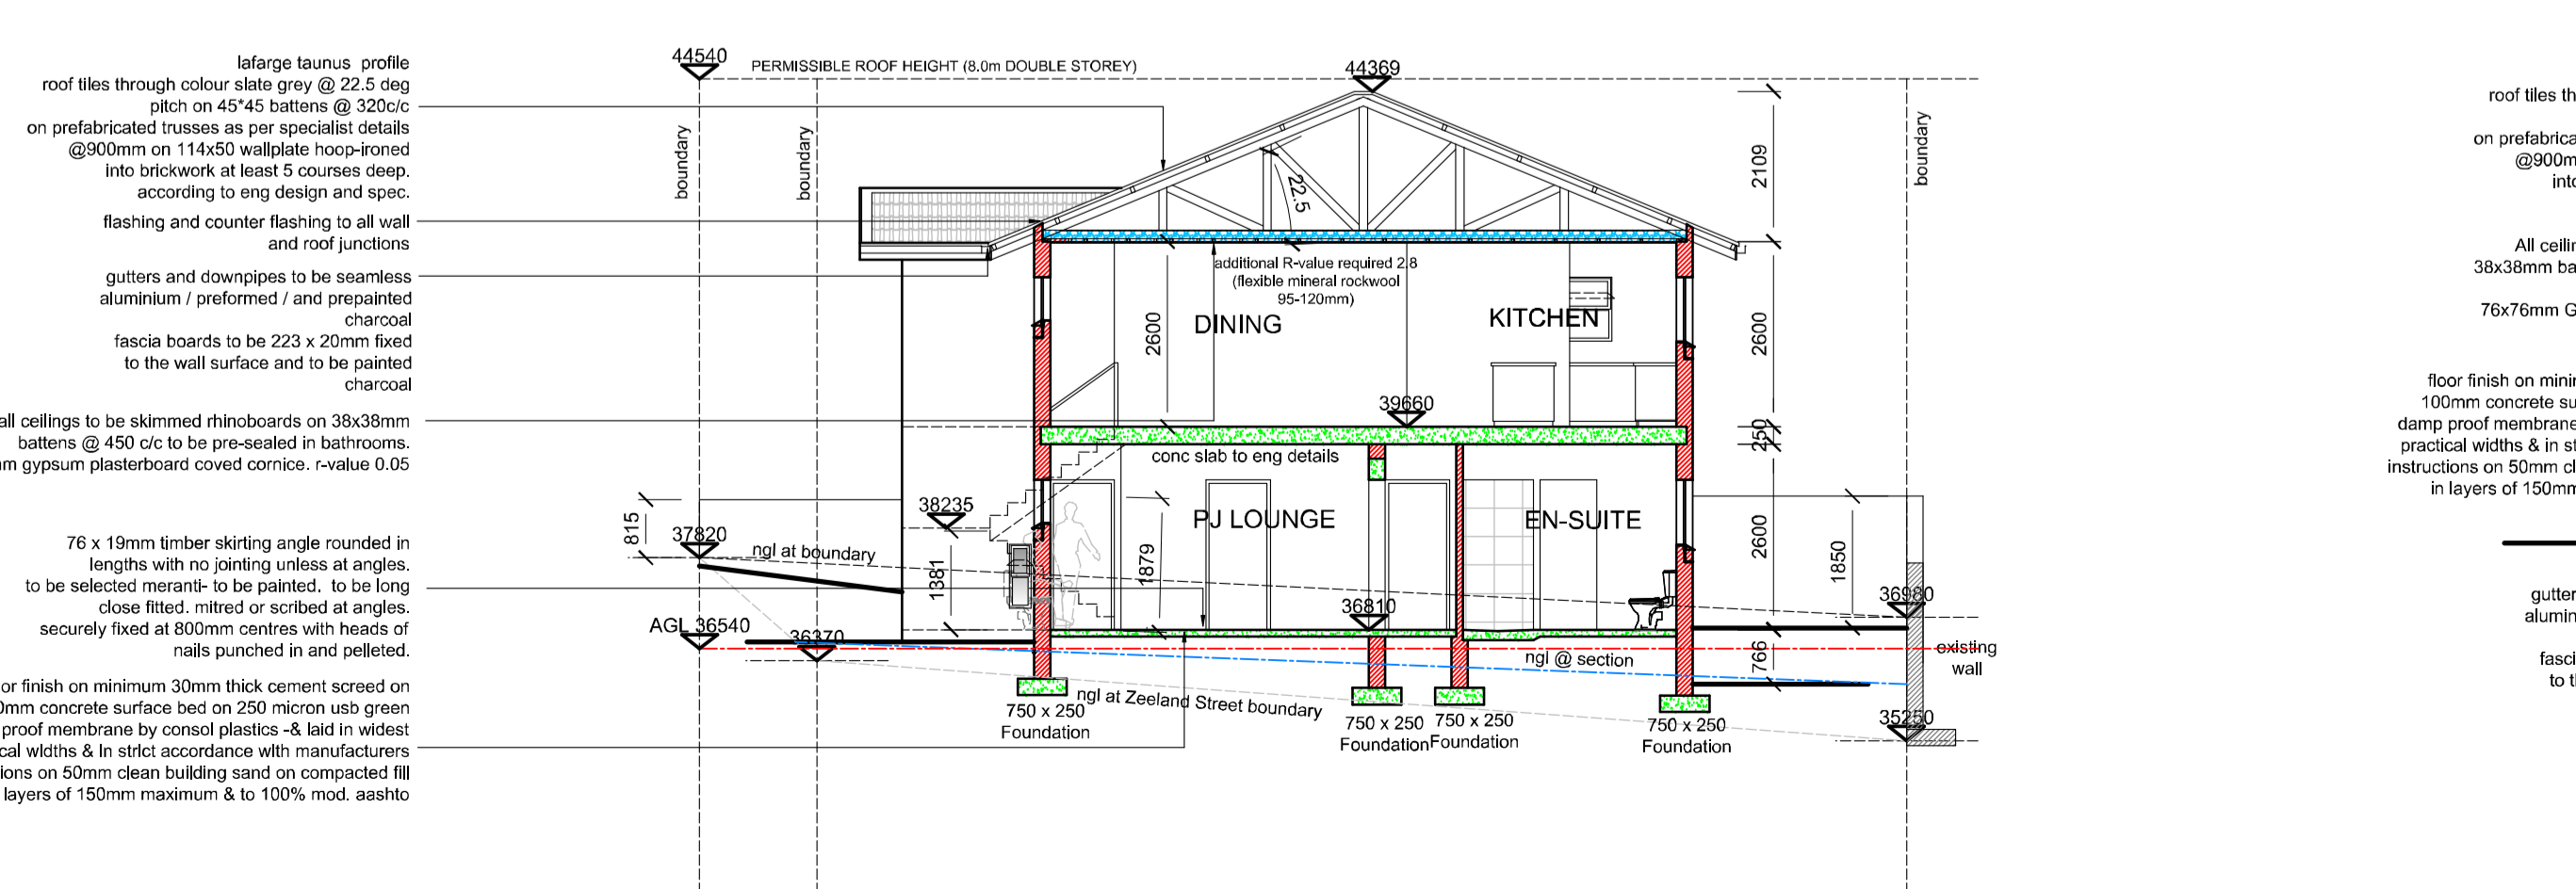 lafarge taunus profile
roof tiles through colour slate grey @ 22.5 deg
pitch on 45*45 battens @ 320c/c
on prefabricated trusses as per specialist details
@900mm on 114x50 wallplate hoop-ironed
into brickwork at least 5 courses deep.
according to eng design and spec.
flashing and counter flashing to all wall
and roof junctions
gutters and downpipes to be seamless
aluminium / preformed / and prepainted
charcoal
fascia boards to be 223 x 20mm fixed
to the wall surface and to be painted
charcoal
all ceilings to be skimmed rhinoboards on 38x38mm
battens @ 450 c/c to be pre-sealed in bathrooms.
gypsum plasterboard coved cornice. r-value 0.05
76 x 19mm timber skirting angle rounded in
lengths with no jointing unless at angles.
to be selected meranti- to be painted. to be long
close fitted. mitred or scribed at angles.
securely fixed at 800mm centres with heads of
nails punched in and pelleted.
finish on minimum 30mm thick cement screed on
concrete surface bed on 250 micron usb green
proof membrane by consol plastics -& laid in widest
widths & in strict accordance with manufacturers
on 50mm clean building sand on compacted fill
layers of 150mm maximum & to 100% mod. aashto
44540
PERMISSIBLE ROOF HEIGHT (8.0m DOUBLE STOREY)
44369
boundary
boundary
boundary
2109
22.5
additional R-value required 2.8
(flexible mineral rockwool
95-120mm)
2600
DINING
KITCHEN
2600
39660
250
conc slab to eng details
38235
815
37820
ngl at boundary
1381
PJ LOUNGE
1879
EN-SUITE
2600
1850
36980
36810
AGL 36540
36370
existing
wall
766
ngl @ section
ngl at Zeeland Street boundary
35250
750 x 250
Foundation
750 x 250
Foundation
750 x 250
Foundation
750 x 250
Foundation
roof tiles
on
@900m
All
38x38mm
76x76mm G
floor finish on
100mm concrete
damp proof membrane
practical widths & in
instructions on 50mm
in layers of 150mm
to